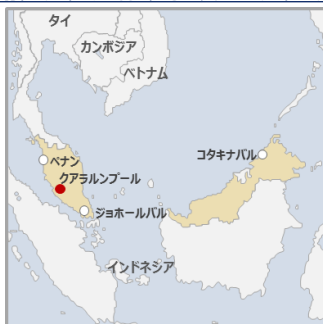 タイ
カンボジア
ベトナム
ペナン
コタキナバル
クアラルンプール
ジョホールバル
インドネシア